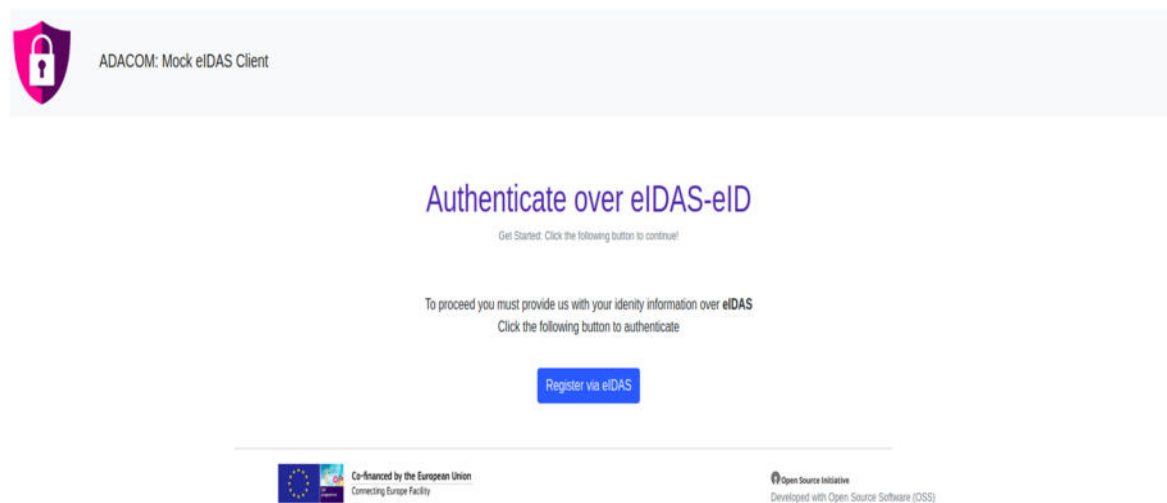 ADACOM: Mock eIDAS Client
Authenticate over eIDAS-eID
Get Started: Click the following button to continue!
To proceed you must provide us with your idenity information over eIDAS
Click the following button to authenticate
Register via eIDAS
Co-financed by the European Union
Connecting Europe Facility
Open Source Initiative
Developed with Open Source Software (OSS)